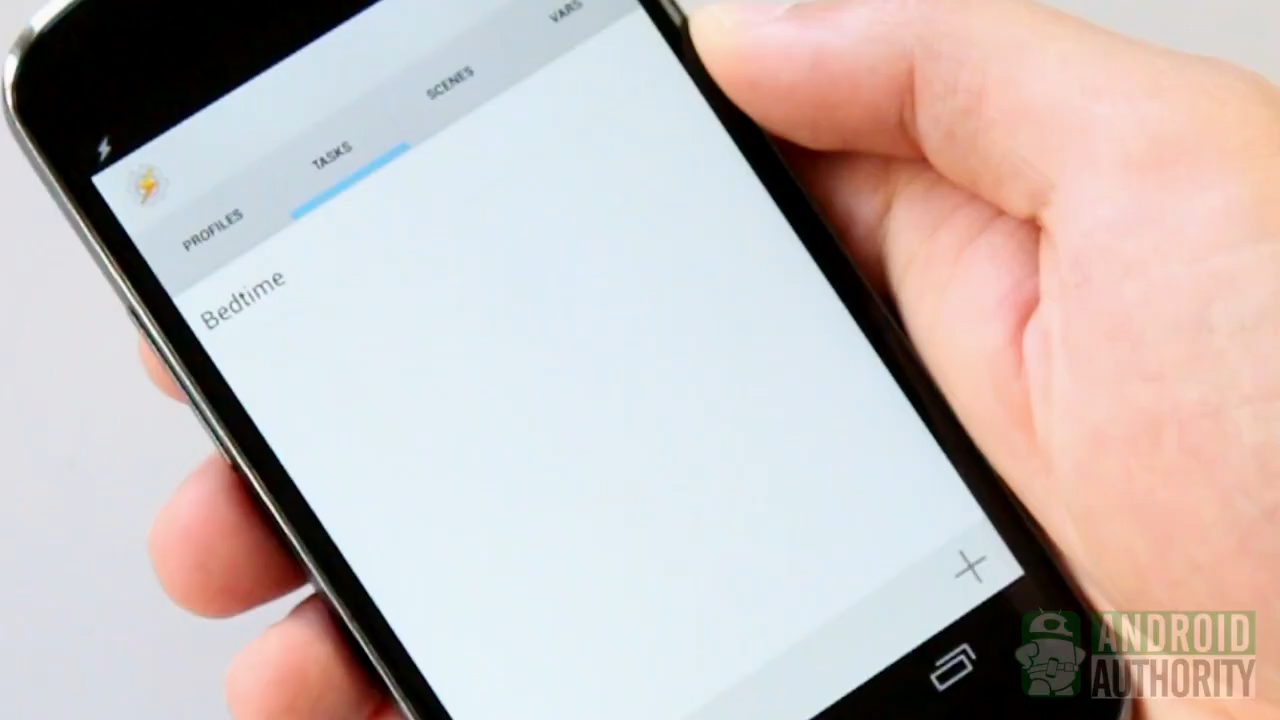 PROFILES
TASKS
SCENES
VARS
Bedtime
ANDROID
AUTHORITY